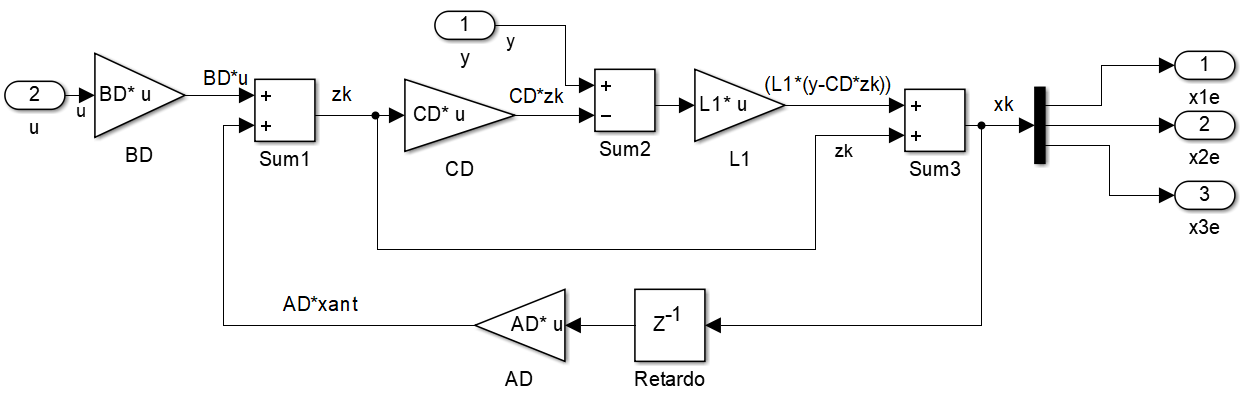 1
y
y
2
u
u
BD* u
BD
BD*u
+
+
Sum1
zk
CD* u
CD
CD*zk
+
−
Sum2
L1* u
L1
(L1*(y-CD*zk))
zk
+
+
Sum3
xk
1
x1e
2
x2e
3
x3e
AD*xant
AD* u
AD
Z-1
Retardo